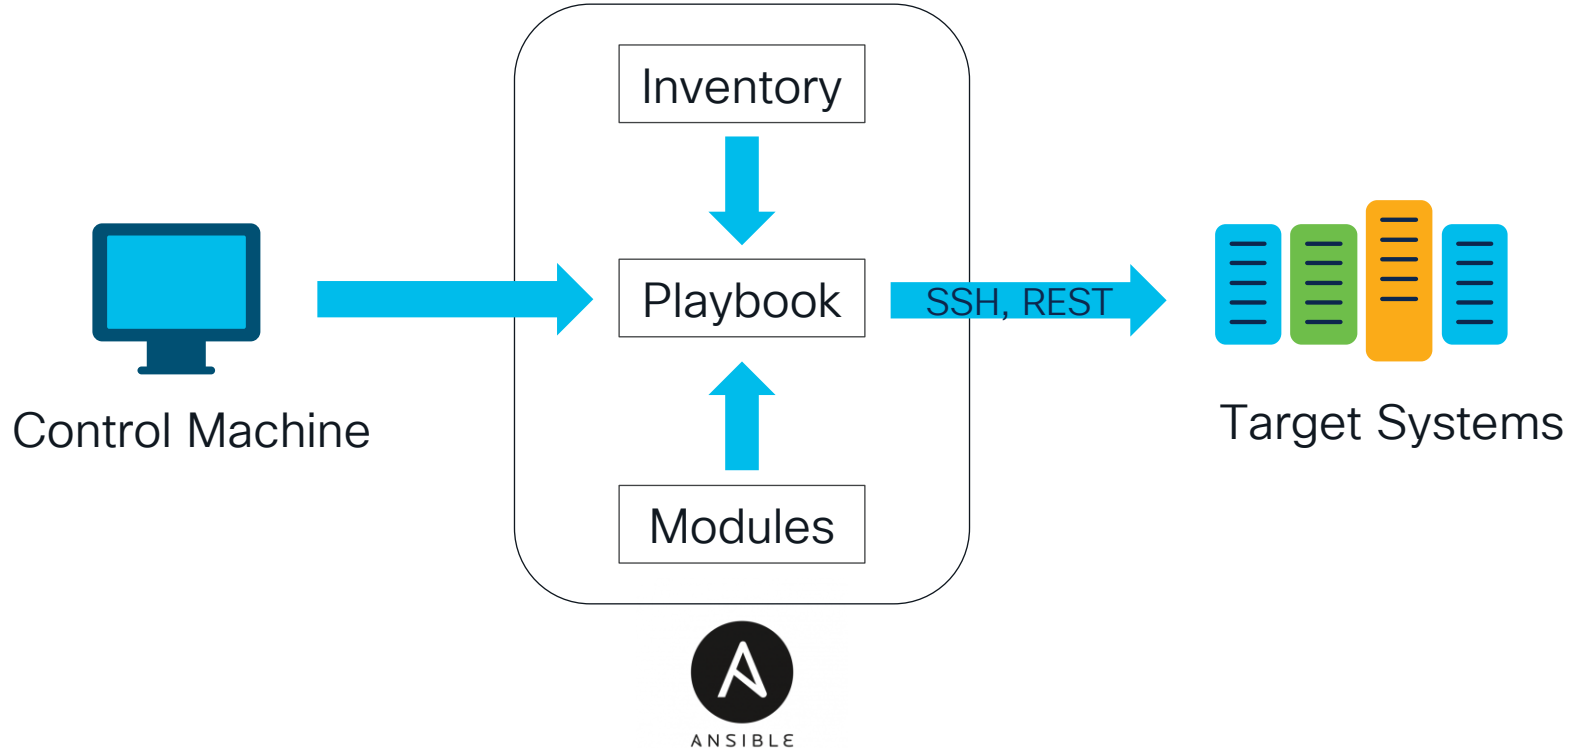 Inventory
Playbook
SSH, REST
Control Machine
Target Systems
Modules
ANSIBLE